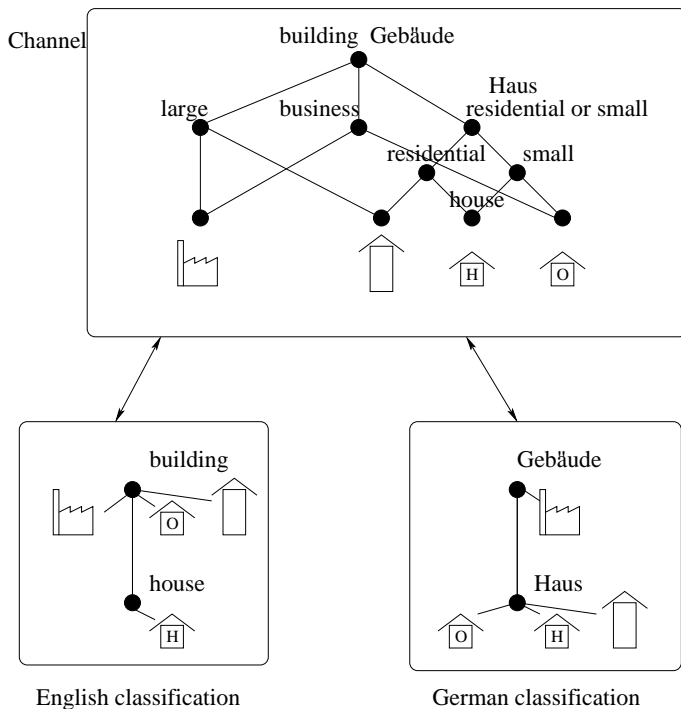 Channel
building Gebäude
Haus
large business residential or small
residential small
house
H O
building
O
house
H
English classification
Gebäude
Haus
O H
German classification